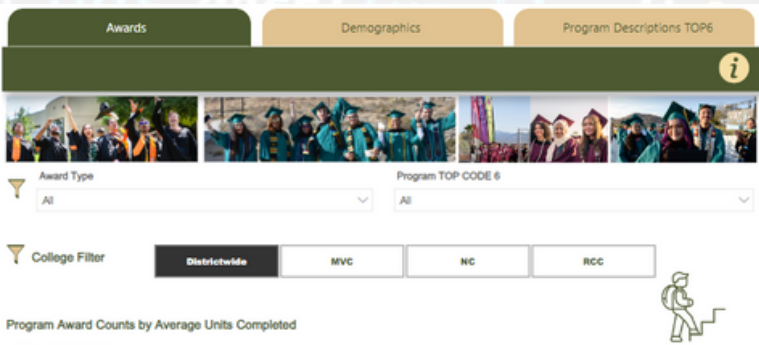 Awards
Demographics
Program Descriptions TOP6
i
Award Type
Program TOP CODE 6
All
All
College Filter
Districtwide
MVC
NC
RCC
Program Award Counts by Average Units Completed